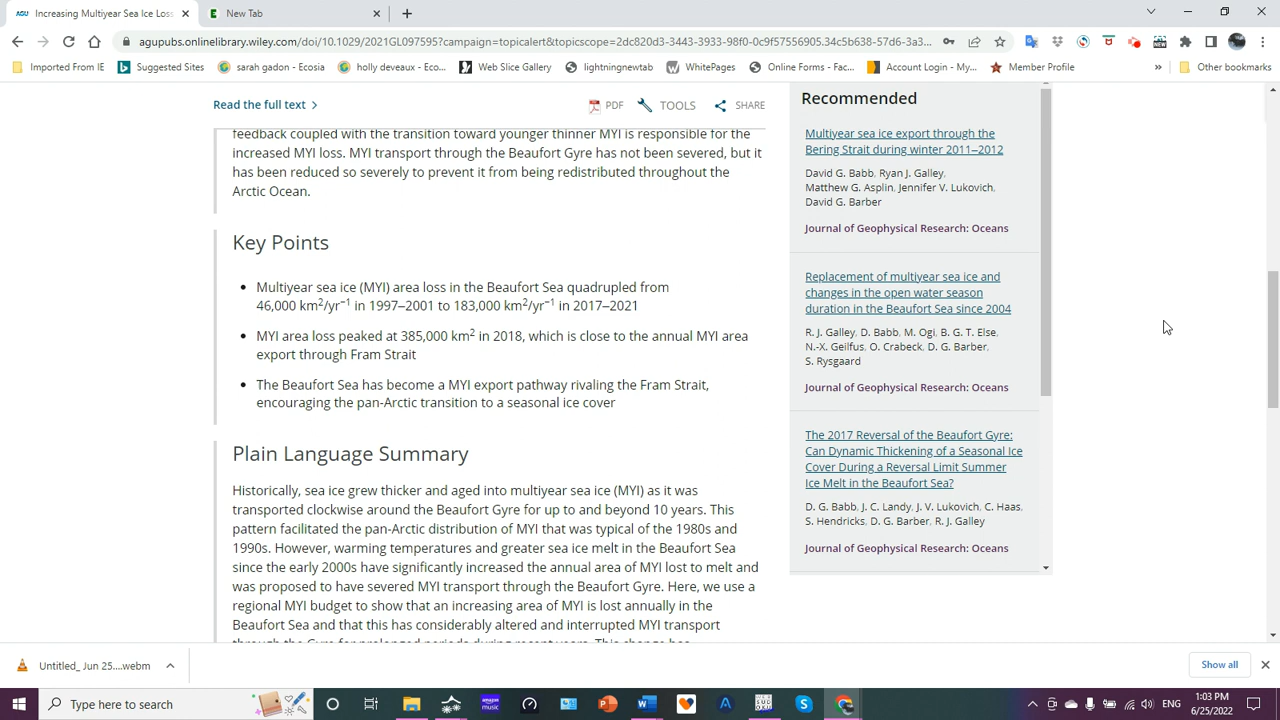 AGU Increasing Multiyear Sea Ice Loss
New Tab
agupubs.onlinelibrary.wiley.com/doi/10.1029/2021GL097595?campaign=topicalert&topicscope=2dc820d3-3443-3933-98f0-0c9f57556905.34c5b638-57d6-3a3...
Imported From IE
Suggested Sites
sarah gadon - Ecosia
holly deveaux - Eco...
Web Slice Gallery
lightningnewtab
WhitePages
Online Forms - Fac...
Account Login - My...
Member Profile
»
Other bookmarks
Read the full text
PDF
TOOLS
SHARE
feedback coupled with the transition toward younger thinner MYI is responsible for the
increased MYI loss. MYI transport through the Beaufort Gyre has not been severed, but it
has been reduced so severely to prevent it from being redistributed throughout the
Arctic Ocean.
Key Points
• Multiyear sea ice (MYI) area loss in the Beaufort Sea quadrupled from
46,000 km²/yr⁻¹ in 1997–2001 to 183,000 km²/yr⁻¹ in 2017–2021
• MYI area loss peaked at 385,000 km² in 2018, which is close to the annual MYI area
export through Fram Strait
• The Beaufort Sea has become a MYI export pathway rivaling the Fram Strait,
encouraging the pan-Arctic transition to a seasonal ice cover
Plain Language Summary
Historically, sea ice grew thicker and aged into multiyear sea ice (MYI) as it was
transported clockwise around the Beaufort Gyre for up to and beyond 10 years. This
pattern facilitated the pan-Arctic distribution of MYI that was typical of the 1980s and
1990s. However, warming temperatures and greater sea ice melt in the Beaufort Sea
since the early 2000s have significantly increased the annual area of MYI lost to melt and
was proposed to have severed MYI transport through the Beaufort Gyre. Here, we use a
regional MYI budget to show that an increasing area of MYI is lost annually in the
Beaufort Sea and that this has considerably altered and interrupted MYI transport
through the Gyre for prolonged periods during recent years. This change has
Recommended
Multiyear sea ice export through the
Bering Strait during winter 2011–2012
David G. Babb, Ryan J. Galley,
Matthew G. Asplin, Jennifer V. Lukovich,
David G. Barber
Journal of Geophysical Research: Oceans
Replacement of multiyear sea ice and
changes in the open water season
duration in the Beaufort Sea since 2004
R. J. Galley, D. Babb, M. Ogi, B. G. T. Else,
N.-X. Geilfus, O. Crabeck, D. G. Barber,
S. Rysgaard
Journal of Geophysical Research: Oceans
The 2017 Reversal of the Beaufort Gyre:
Can Dynamic Thickening of a Seasonal Ice
Cover During a Reversal Limit Summer
Ice Melt in the Beaufort Sea?
D. G. Babb, J. C. Landy, J. V. Lukovich, C. Haas,
S. Hendricks, D. G. Barber, R. J. Galley
Journal of Geophysical Research: Oceans
Untitled_ Jun 25....webm
Show all
Type here to search
ENG
1:03 PM
6/25/2022